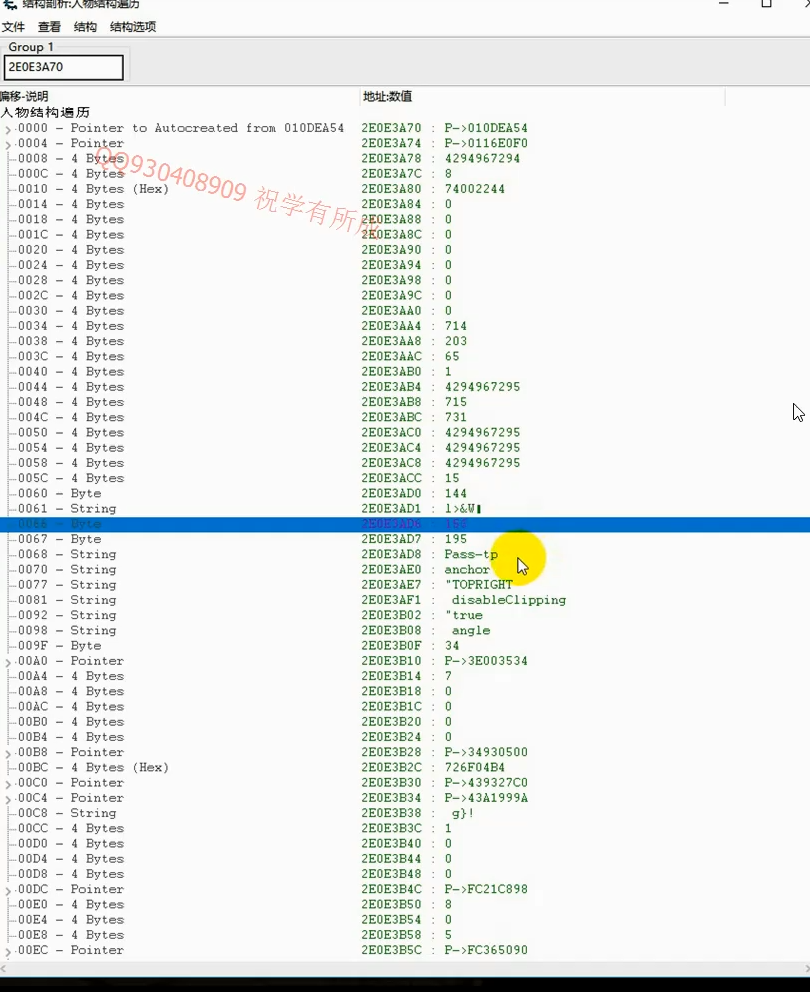 结构剖析:人物结构遍历
文件 查看 结构 结构选项
Group 1
2E0E3A70
偏移-说明 地址:数值
人物结构遍历
0000 - Pointer to Autocreated from 010DEA54 2E0E3A70 : P->010DEA54
0004 - Pointer 2E0E3A74 : P->0116E0F0
0008 - 4 Bytes 2E0E3A78 : 4294967294
000C - 4 Bytes 2E0E3A7C : 8
0010 - 4 Bytes (Hex) 2E0E3A80 : 74002244
QQ930408909 祝学有所成
0014 - 4 Bytes 2E0E3A84 : 0
0018 - 4 Bytes 2E0E3A88 : 0
001C - 4 Bytes 2E0E3A8C : 0
0020 - 4 Bytes 2E0E3A90 : 0
0024 - 4 Bytes 2E0E3A94 : 0
0028 - 4 Bytes 2E0E3A98 : 0
002C - 4 Bytes 2E0E3A9C : 0
0030 - 4 Bytes 2E0E3AA0 : 0
0034 - 4 Bytes 2E0E3AA4 : 714
0038 - 4 Bytes 2E0E3AA8 : 203
003C - 4 Bytes 2E0E3AAC : 65
0040 - 4 Bytes 2E0E3AB0 : 1
0044 - 4 Bytes 2E0E3AB4 : 4294967295
0048 - 4 Bytes 2E0E3AB8 : 715
004C - 4 Bytes 2E0E3ABC : 731
0050 - 4 Bytes 2E0E3AC0 : 4294967295
0054 - 4 Bytes 2E0E3AC4 : 4294967295
0058 - 4 Bytes 2E0E3AC8 : 4294967295
005C - 4 Bytes 2E0E3ACC : 15
0060 - Byte 2E0E3AD0 : 144
0061 - String 2E0E3AD1 : l>&W
0066 - Byte 2E0E3AD6 :
0067 - Byte 2E0E3AD7 : 195
0068 - String 2E0E3AD8 : Pass-tp
0070 - String 2E0E3AE0 : anchor
0077 - String 2E0E3AE7 : "TOPRIGHT
0081 - String 2E0E3AF1 : disableClipping
0092 - String 2E0E3B02 : "true
0098 - String 2E0E3B08 : angle
009F - Byte 2E0E3B0F : 34
00A0 - Pointer 2E0E3B10 : P->3E003534
00A4 - 4 Bytes 2E0E3B14 : 7
00A8 - 4 Bytes 2E0E3B18 : 0
00AC - 4 Bytes 2E0E3B1C : 0
00B0 - 4 Bytes 2E0E3B20 : 0
00B4 - 4 Bytes 2E0E3B24 : 0
00B8 - Pointer 2E0E3B28 : P->34930500
00BC - 4 Bytes (Hex) 2E0E3B2C : 726F04B4
00C0 - Pointer 2E0E3B30 : P->439327C0
00C4 - Pointer 2E0E3B34 : P->43A1999A
00C8 - String 2E0E3B38 : g}!
00CC - 4 Bytes 2E0E3B3C : 1
00D0 - 4 Bytes 2E0E3B40 : 0
00D4 - 4 Bytes 2E0E3B44 : 0
00D8 - 4 Bytes 2E0E3B48 : 0
00DC - Pointer 2E0E3B4C : P->FC21C898
00E0 - 4 Bytes 2E0E3B50 : 8
00E4 - 4 Bytes 2E0E3B54 : 0
00E8 - 4 Bytes 2E0E3B58 : 5
00EC - Pointer 2E0E3B5C : P->FC365090